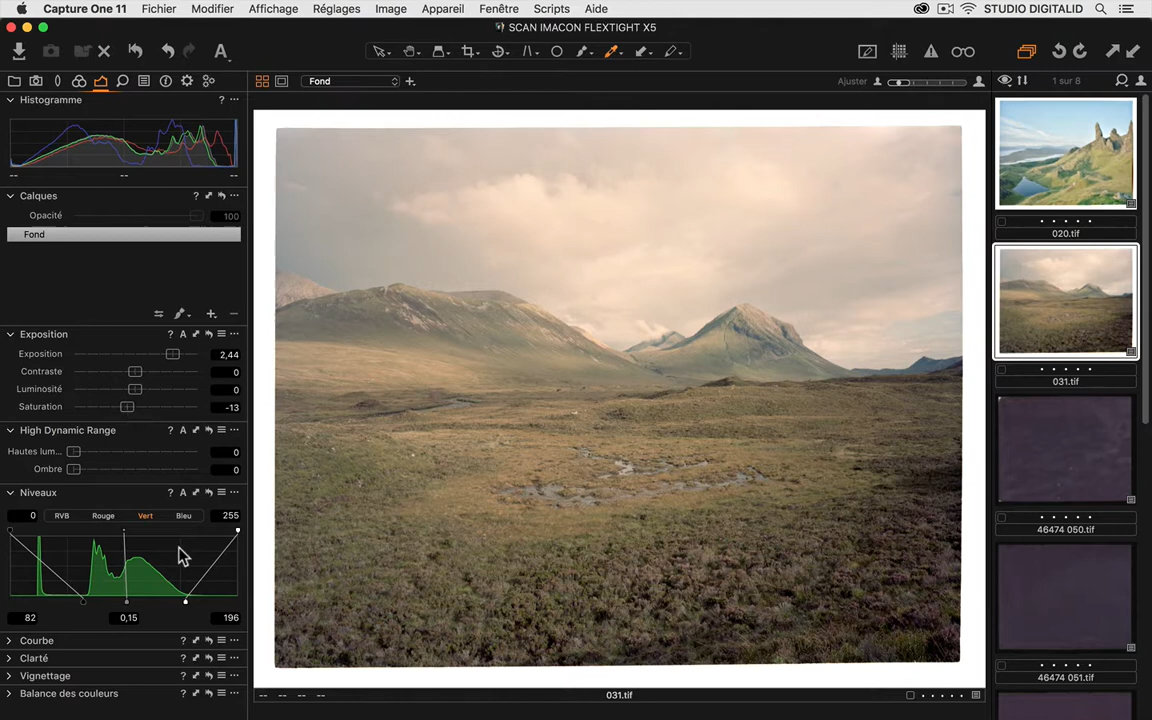 Capture One 11 Fichier Modifier Affichage Réglages Image Appareil Fenêtre Scripts Aide STUDIO DIGITALID
SCAN IMACON FLEXTIGHT X5
A
Fond
Ajuster
1 sur 8
Histogramme ? ...
-- -- --
Calques ? ...
Opacité 100
Fond
Exposition ? A ...
Exposition 2,44
Contraste 0
Luminosité 0
Saturation -13
High Dynamic Range ? A ...
Hautes lum... 0
Ombre 0
Niveaux ? A ...
0 RVB Rouge Vert Bleu 255
82 0,15 196
Courbe ? ...
Clarté ? ...
Vignettage ? ...
Balance des couleurs ? ...
-- -- -- --
031.tif
020.tif
031.tif
46474 050.tif
46474 051.tif